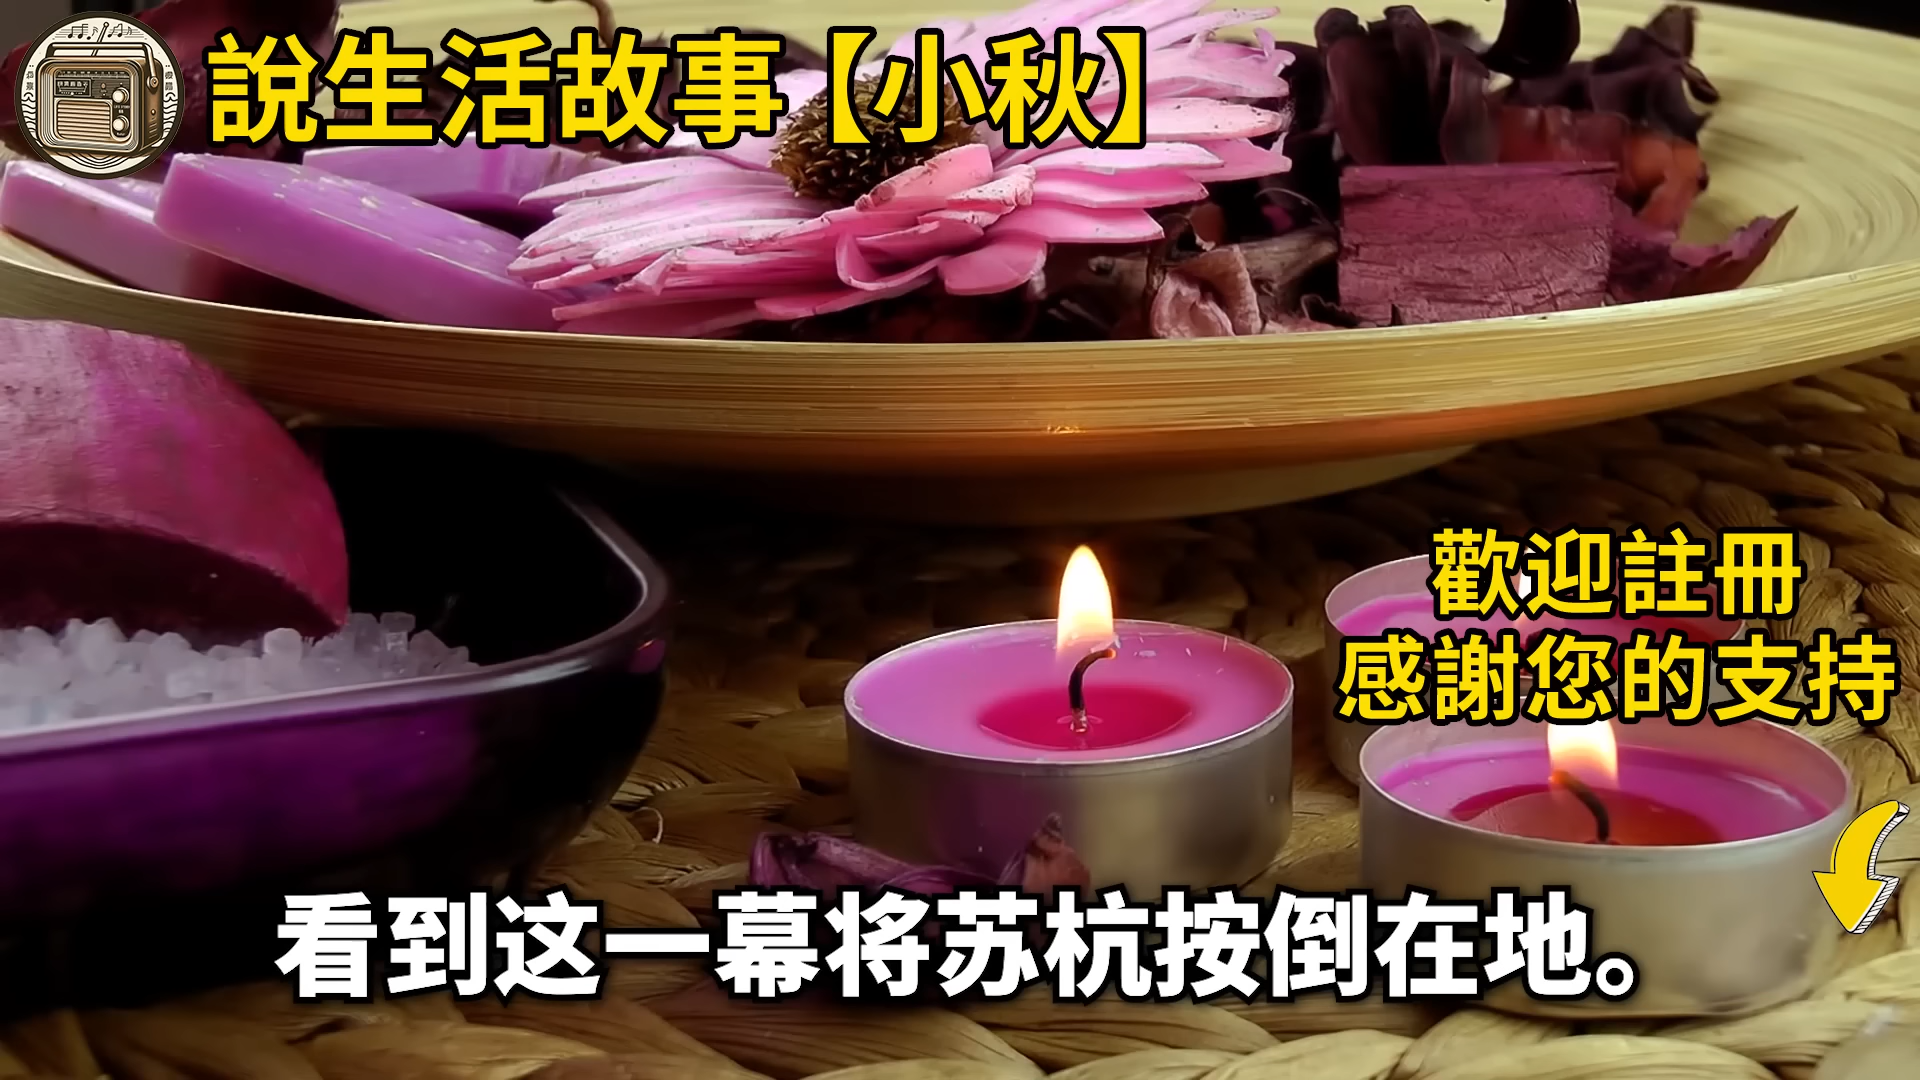 說生活故事【小秋】
歡迎註冊
感謝您的支持
看到这一幕将苏杭按倒在地。